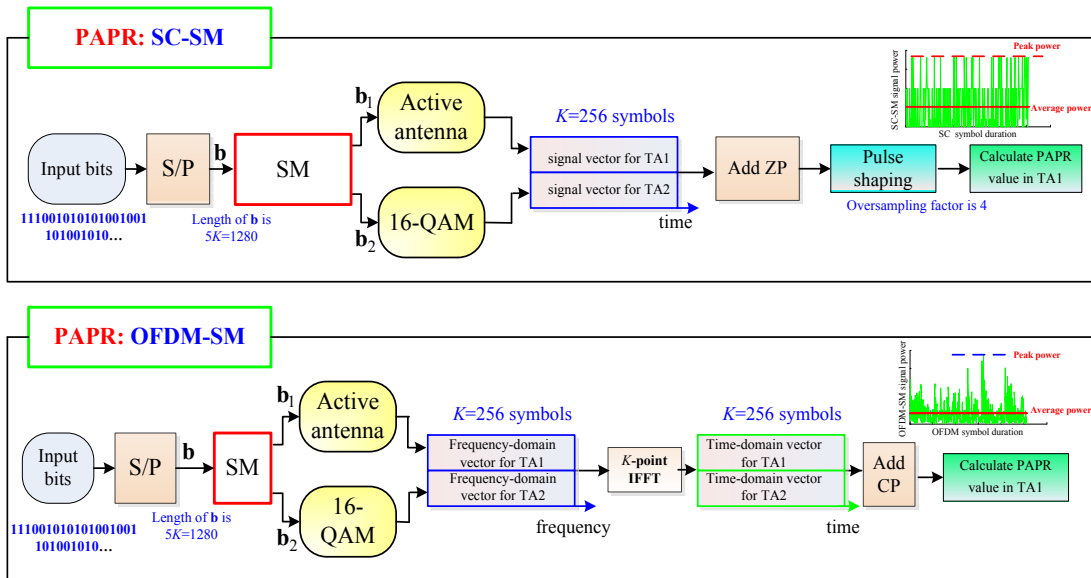 PAPR: SC-SM
Input bits
111001010101001001
101001010…
S/P
b
Length of b is
5K=1280
SM
b1
b2
Active
antenna
16-QAM
K=256 symbols
signal vector for TA1
signal vector for TA2
time
Add ZP
Pulse
shaping
Oversampling factor is 4
Calculate PAPR
value in TA1
SC-SM signal power
Peak power
Average power
SC symbol duration
PAPR: OFDM-SM
Input
bits
111001010101001001
101001010…
S/P
b
Length of b is
5K=1280
SM
b1
b2
Active
antenna
16-
QAM
K=256 symbols
Frequency-domain
vector for TA1
Frequency-domain
vector for TA2
frequency
K-point
IFFT
K=256 symbols
Time-domain vector
for TA1
Time-domain vector
for TA2
time
Add
CP
Calculate PAPR
value in TA1
OFDM-SM signal power
Peak power
Average power
OFDM symbol duration